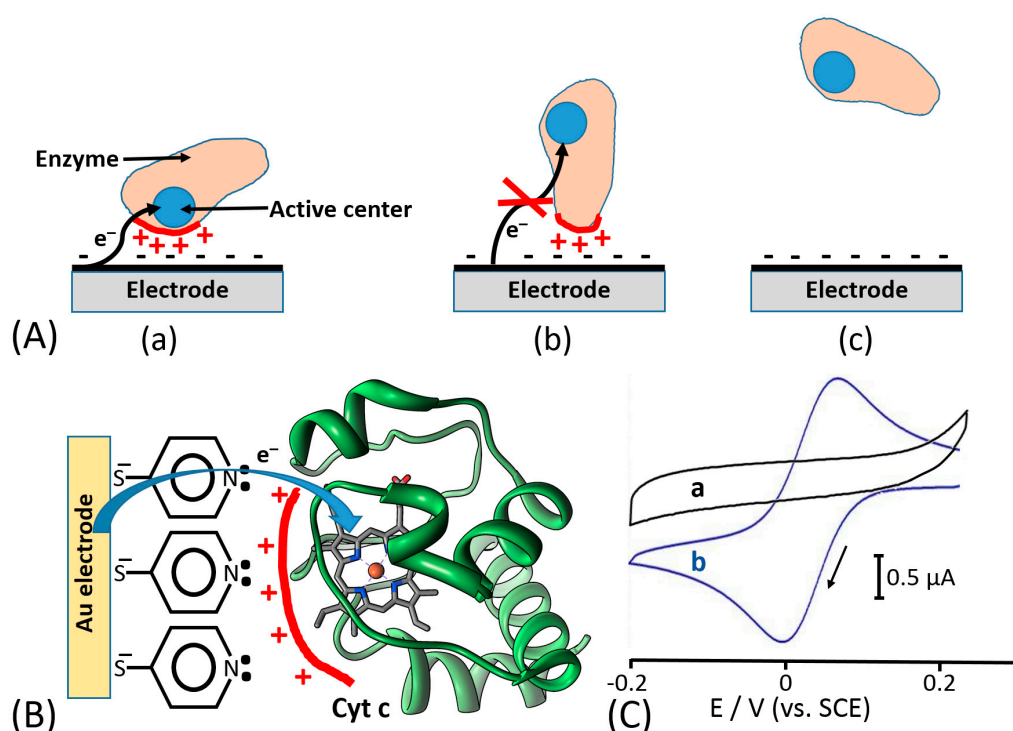 Enzyme
Active center
e⁻
+ + + +
- - - - - -
Electrode
(A)
(a)
e⁻
+ + +
- - - - - - -
Electrode
(b)
- - - - - - -
Electrode
(c)
Au electrode
S⁻
N:
e⁻
S⁻
N:
S⁻
N:
+
+
+
+
+
Cyt c
(B)
a
b
0.5 µA
-0.2
0
0.2
E / V (vs. SCE)
(C)